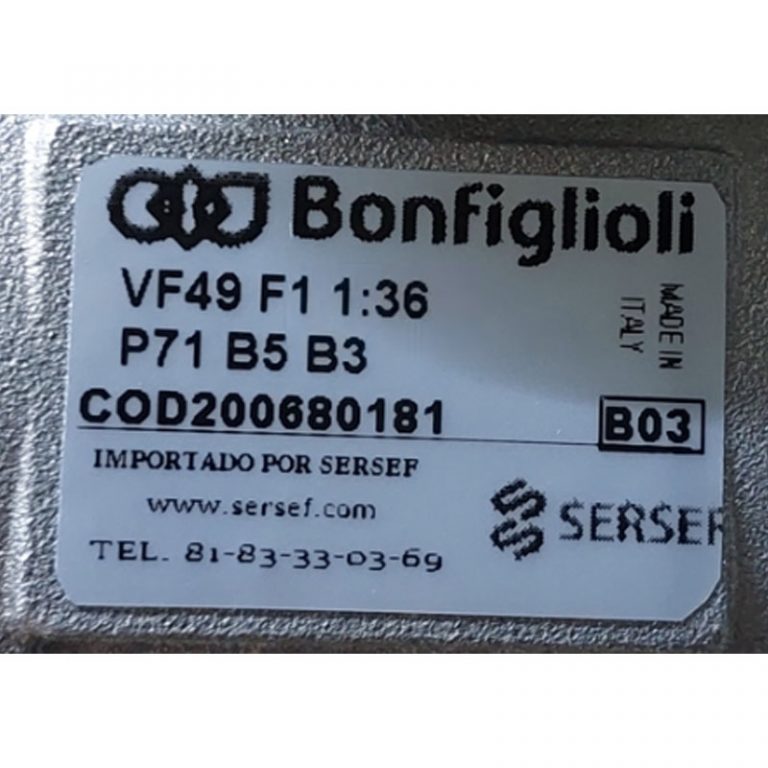 Bonfiglioli
VF49 F1 1:36
P71 B5 B3
MADE IN
ITALY
COD200680181
B03
IMPORTADO POR SERSEF
www.sersef.com
SERSEF
TEL. 81-83-33-03-69